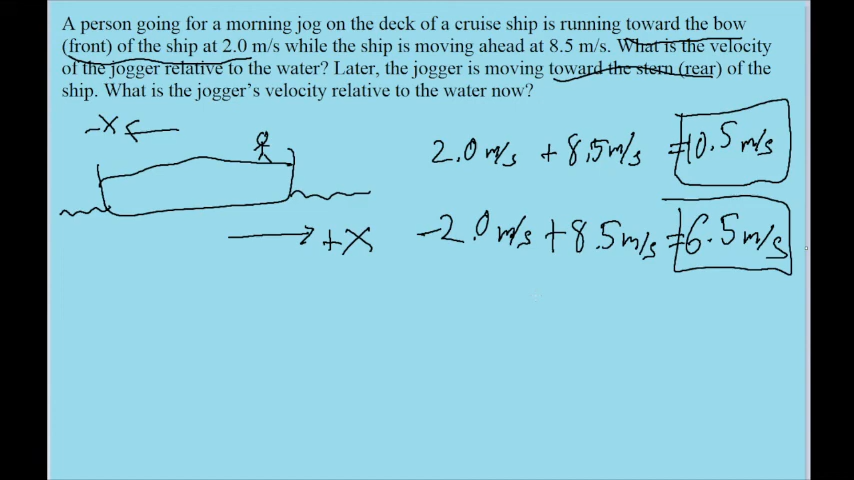 A person going for a morning jog on the deck of a cruise ship is running toward the bow
(front) of the ship at 2.0 m/s while the ship is moving ahead at 8.5 m/s. What is the velocity
of the jogger relative to the water? Later, the jogger is moving toward the stern (rear) of the
ship. What is the jogger's velocity relative to the water now?
-X
2.0 m/s + 8.5 m/s = 10.5 m/s
+X
-2.0 m/s + 8.5 m/s = 6.5 m/s